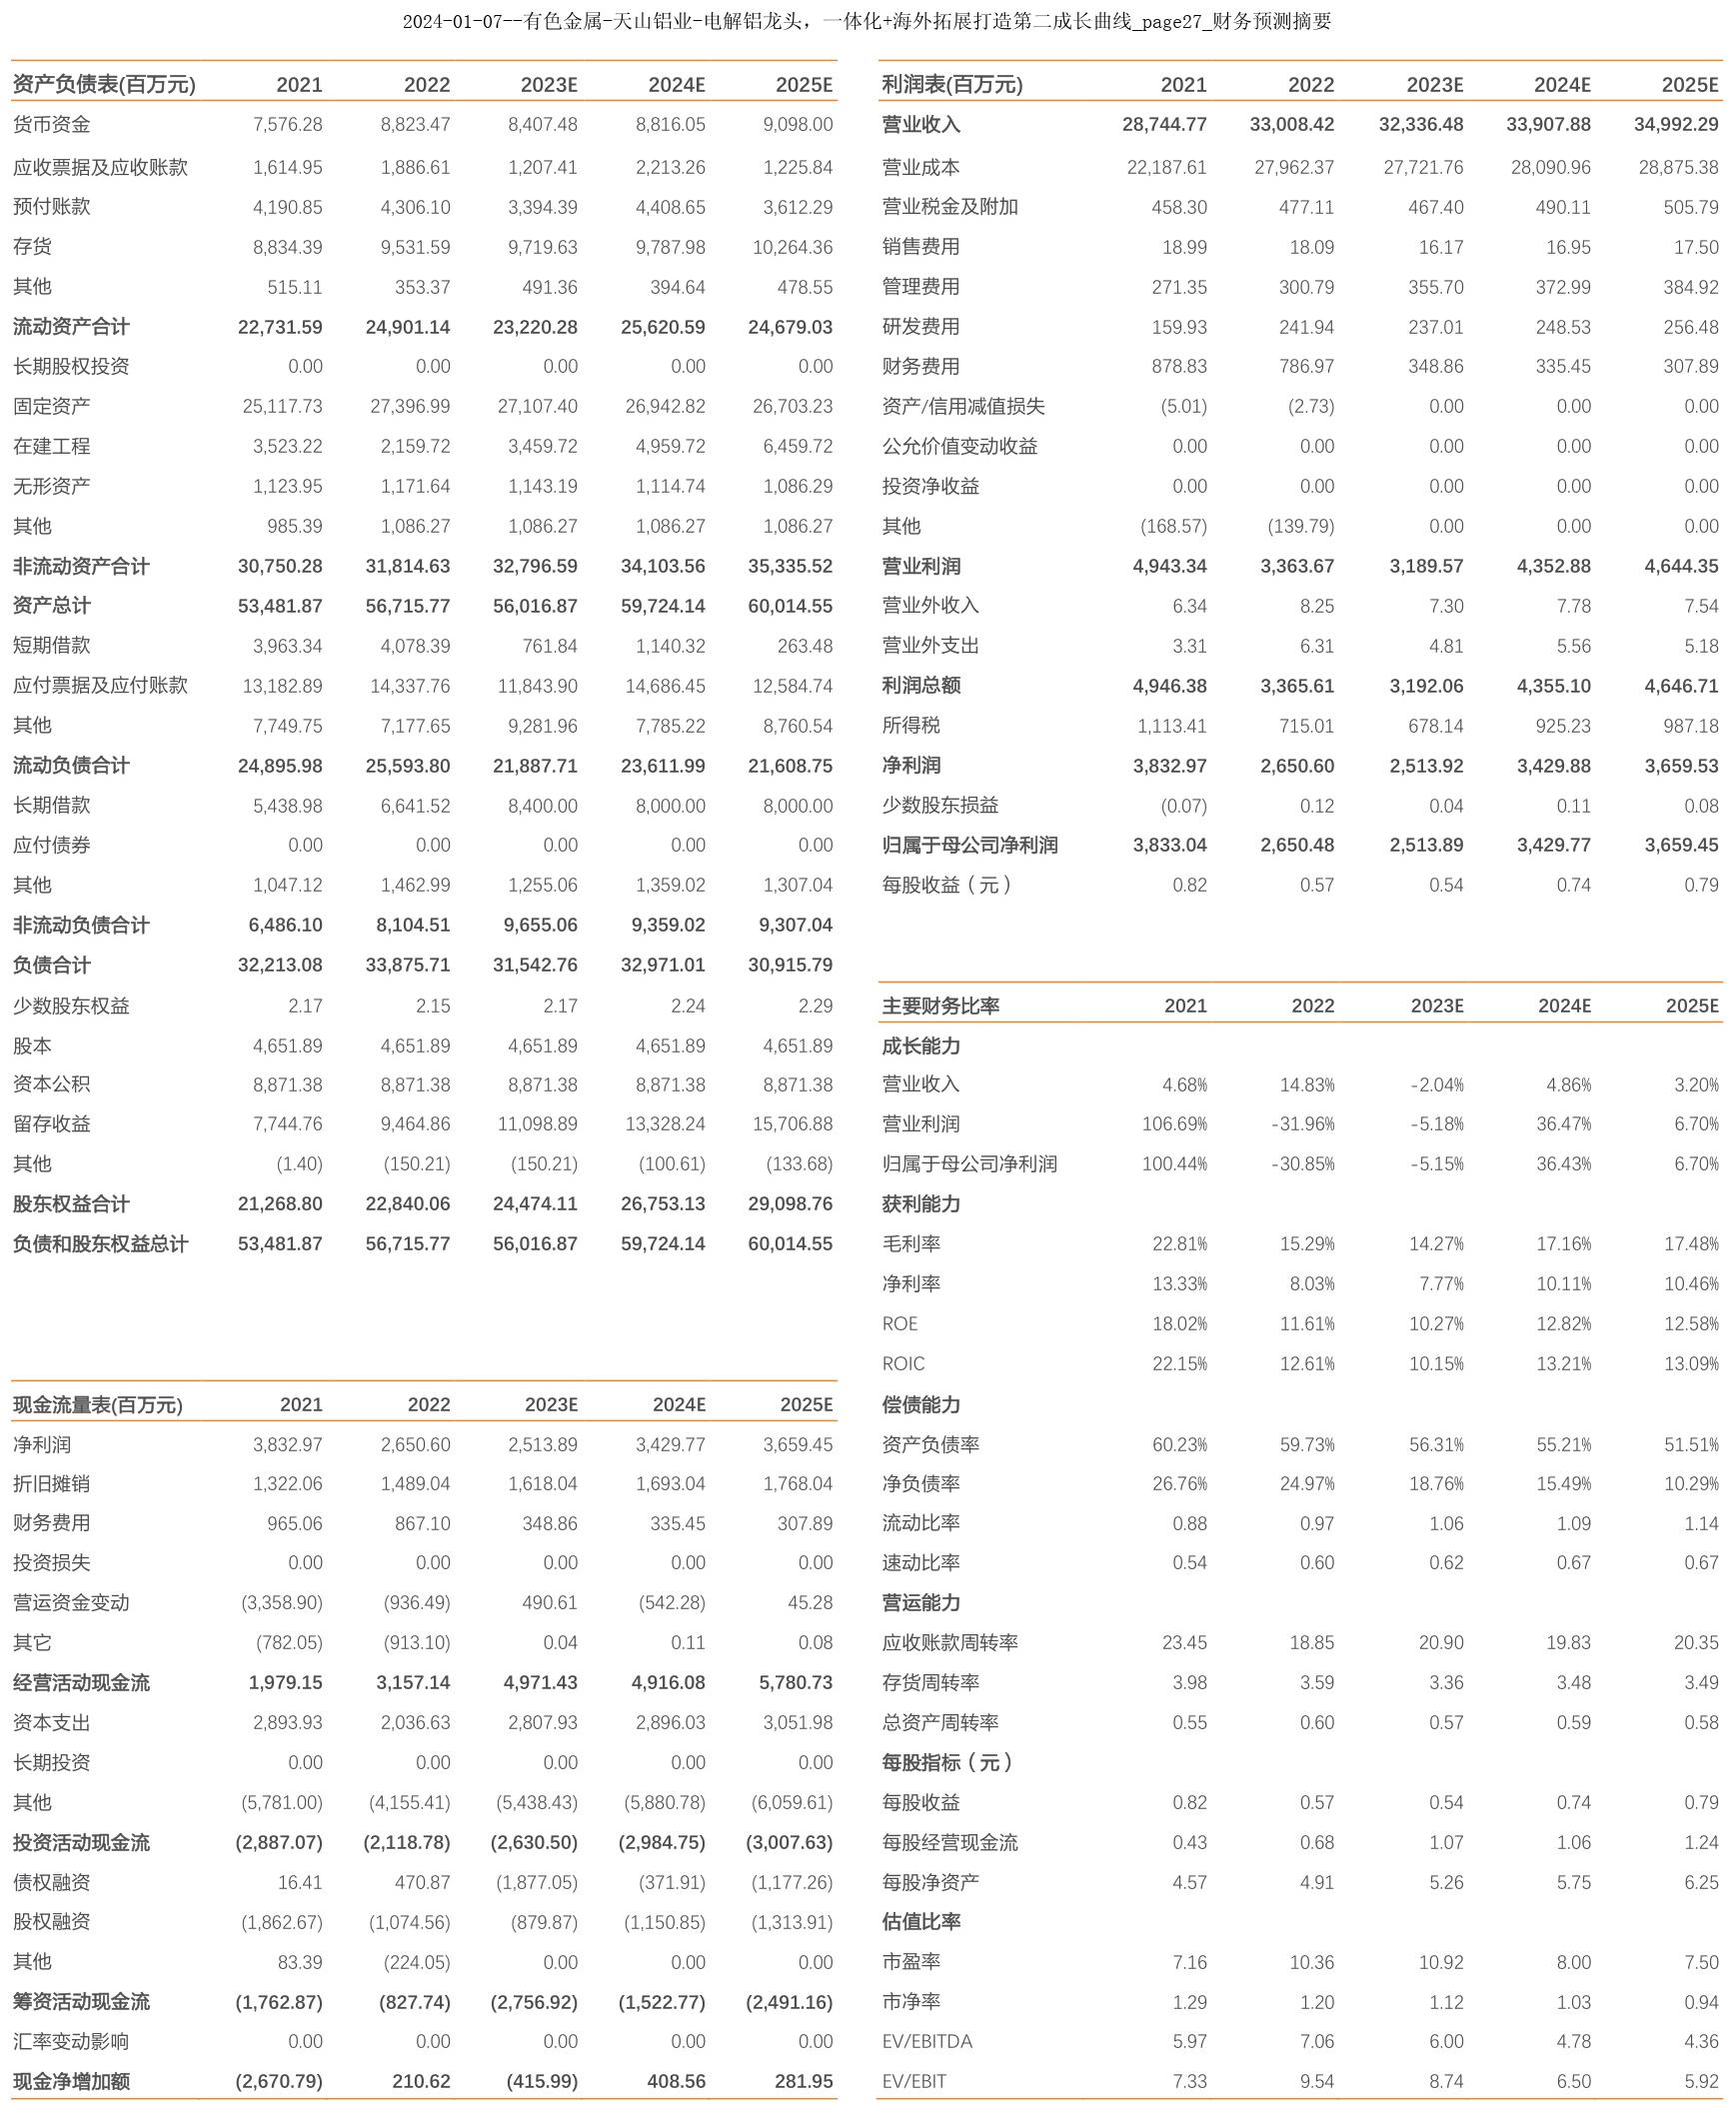 2024-01-07--有色金属-天山铝业-电解铝龙头，一体化+海外拓展打造第二成长曲线_page27_财务预测摘要
资产负债表(百万元) 2021 2022 2023E 2024E 2025E
货币资金 7,576.28 8,823.47 8,407.48 8,816.05 9,098.00
应收票据及应收账款 1,614.95 1,886.61 1,207.41 2,213.26 1,225.84
预付账款 4,190.85 4,306.10 3,394.39 4,408.65 3,612.29
存货 8,834.39 9,531.59 9,719.63 9,787.98 10,264.36
其他 515.11 353.37 491.36 394.64 478.55
流动资产合计 22,731.59 24,901.14 23,220.28 25,620.59 24,679.03
长期股权投资 0.00 0.00 0.00 0.00 0.00
固定资产 25,117.73 27,396.99 27,107.40 26,942.82 26,703.23
在建工程 3,523.22 2,159.72 3,459.72 4,959.72 6,459.72
无形资产 1,123.95 1,171.64 1,143.19 1,114.74 1,086.29
其他 985.39 1,086.27 1,086.27 1,086.27 1,086.27
非流动资产合计 30,750.28 31,814.63 32,796.59 34,103.56 35,335.52
资产总计 53,481.87 56,715.77 56,016.87 59,724.14 60,014.55
短期借款 3,963.34 4,078.39 761.84 1,140.32 263.48
应付票据及应付账款 13,182.89 14,337.76 11,843.90 14,686.45 12,584.74
其他 7,749.75 7,177.65 9,281.96 7,785.22 8,760.54
流动负债合计 24,895.98 25,593.80 21,887.71 23,611.99 21,608.75
长期借款 5,438.98 6,641.52 8,400.00 8,000.00 8,000.00
应付债券 0.00 0.00 0.00 0.00 0.00
其他 1,047.12 1,462.99 1,255.06 1,359.02 1,307.04
非流动负债合计 6,486.10 8,104.51 9,655.06 9,359.02 9,307.04
负债合计 32,213.08 33,875.71 31,542.76 32,971.01 30,915.79
少数股东权益 2.17 2.15 2.17 2.24 2.29
股本 4,651.89 4,651.89 4,651.89 4,651.89 4,651.89
资本公积 8,871.38 8,871.38 8,871.38 8,871.38 8,871.38
留存收益 7,744.76 9,464.86 11,098.89 13,328.24 15,706.88
其他 (1.40) (150.21) (150.21) (100.61) (133.68)
股东权益合计 21,268.80 22,840.06 24,474.11 26,753.13 29,098.76
负债和股东权益总计 53,481.87 56,715.77 56,016.87 59,724.14 60,014.55
现金流量表(百万元) 2021 2022 2023E 2024E 2025E
净利润 3,832.97 2,650.60 2,513.89 3,429.77 3,659.45
折旧摊销 1,322.06 1,489.04 1,618.04 1,693.04 1,768.04
财务费用 965.06 867.10 348.86 335.45 307.89
投资损失 0.00 0.00 0.00 0.00 0.00
营运资金变动 (3,358.90) (936.49) 490.61 (542.28) 45.28
其它 (782.05) (913.10) 0.04 0.11 0.08
经营活动现金流 1,979.15 3,157.14 4,971.43 4,916.08 5,780.73
资本支出 2,893.93 2,036.63 2,807.93 2,896.03 3,051.98
长期投资 0.00 0.00 0.00 0.00 0.00
其他 (5,781.00) (4,155.41) (5,438.43) (5,880.78) (6,059.61)
投资活动现金流 (2,887.07) (2,118.78) (2,630.50) (2,984.75) (3,007.63)
债权融资 16.41 470.87 (1,877.05) (371.91) (1,177.26)
股权融资 (1,862.67) (1,074.56) (879.87) (1,150.85) (1,313.91)
其他 83.39 (224.05) 0.00 0.00 0.00
筹资活动现金流 (1,762.87) (827.74) (2,756.92) (1,522.77) (2,491.16)
汇率变动影响 0.00 0.00 0.00 0.00 0.00
现金净增加额 (2,670.79) 210.62 (415.99) 408.56 281.95
利润表(百万元) 2021 2022 2023E 2024E 2025E
营业收入 28,744.77 33,008.42 32,336.48 33,907.88 34,992.29
营业成本 22,187.61 27,962.37 27,721.76 28,090.96 28,875.38
营业税金及附加 458.30 477.11 467.40 490.11 505.79
销售费用 18.99 18.09 16.17 16.95 17.50
管理费用 271.35 300.79 355.70 372.99 384.92
研发费用 159.93 241.94 237.01 248.53 256.48
财务费用 878.83 786.97 348.86 335.45 307.89
资产/信用减值损失 (5.01) (2.73) 0.00 0.00 0.00
公允价值变动收益 0.00 0.00 0.00 0.00 0.00
投资净收益 0.00 0.00 0.00 0.00 0.00
其他 (168.57) (139.79) 0.00 0.00 0.00
营业利润 4,943.34 3,363.67 3,189.57 4,352.88 4,644.35
营业外收入 6.34 8.25 7.30 7.78 7.54
营业外支出 3.31 6.31 4.81 5.56 5.18
利润总额 4,946.38 3,365.61 3,192.06 4,355.10 4,646.71
所得税 1,113.41 715.01 678.14 925.23 987.18
净利润 3,832.97 2,650.60 2,513.92 3,429.88 3,659.53
少数股东损益 (0.07) 0.12 0.04 0.11 0.08
归属于母公司净利润 3,833.04 2,650.48 2,513.89 3,429.77 3,659.45
每股收益（元） 0.82 0.57 0.54 0.74 0.79
主要财务比率 2021 2022 2023E 2024E 2025E
成长能力
营业收入 4.68% 14.83% -2.04% 4.86% 3.20%
营业利润 106.69% -31.96% -5.18% 36.47% 6.70%
归属于母公司净利润 100.44% -30.85% -5.15% 36.43% 6.70%
获利能力
毛利率 22.81% 15.29% 14.27% 17.16% 17.48%
净利率 13.33% 8.03% 7.77% 10.11% 10.46%
ROE 18.02% 11.61% 10.27% 12.82% 12.58%
ROIC 22.15% 12.61% 10.15% 13.21% 13.09%
偿债能力
资产负债率 60.23% 59.73% 56.31% 55.21% 51.51%
净负债率 26.76% 24.97% 18.76% 15.49% 10.29%
流动比率 0.88 0.97 1.06 1.09 1.14
速动比率 0.54 0.60 0.62 0.67 0.67
营运能力
应收账款周转率 23.45 18.85 20.90 19.83 20.35
存货周转率 3.98 3.59 3.36 3.48 3.49
总资产周转率 0.55 0.60 0.57 0.59 0.58
每股指标（元）
每股收益 0.82 0.57 0.54 0.74 0.79
每股经营现金流 0.43 0.68 1.07 1.06 1.24
每股净资产 4.57 4.91 5.26 5.75 6.25
估值比率
市盈率 7.16 10.36 10.92 8.00 7.50
市净率 1.29 1.20 1.12 1.03 0.94
EV/EBITDA 5.97 7.06 6.00 4.78 4.36
EV/EBIT 7.33 9.54 8.74 6.50 5.92